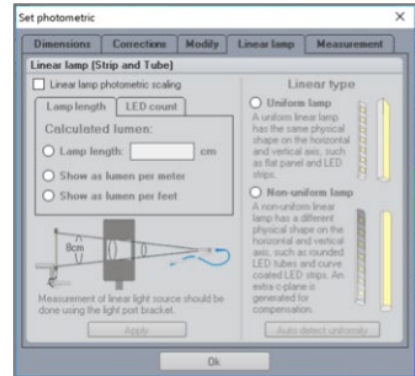 Set photometric
Dimensions
Corrections
Modify
Linear lamp
Measurement
Linear lamp (Strip and Tube)
Linear lamp photometric scaling
Lamp length
LED count
Calculated lumen:
Lamp length:
cm
Show as lumen per meter
Show as lumen per feet
8cm
Measurement of linear light source should be
done using the light port bracket.
Apply
Linear type
Uniform lamp
A uniform linear lamp
has the same physical
shape on the horizontal
and vertical axis, such
as flat panel and LED
strips.
Non-uniform lamp
A non-uniform linear
lamp has a different
physical shape on the
horizontal and vertical
axis, such as rounded
LED tubes and curve
coated LED strips. An
extra c-plane is
generated for
compensation.
Auto detect uniformity
Ok